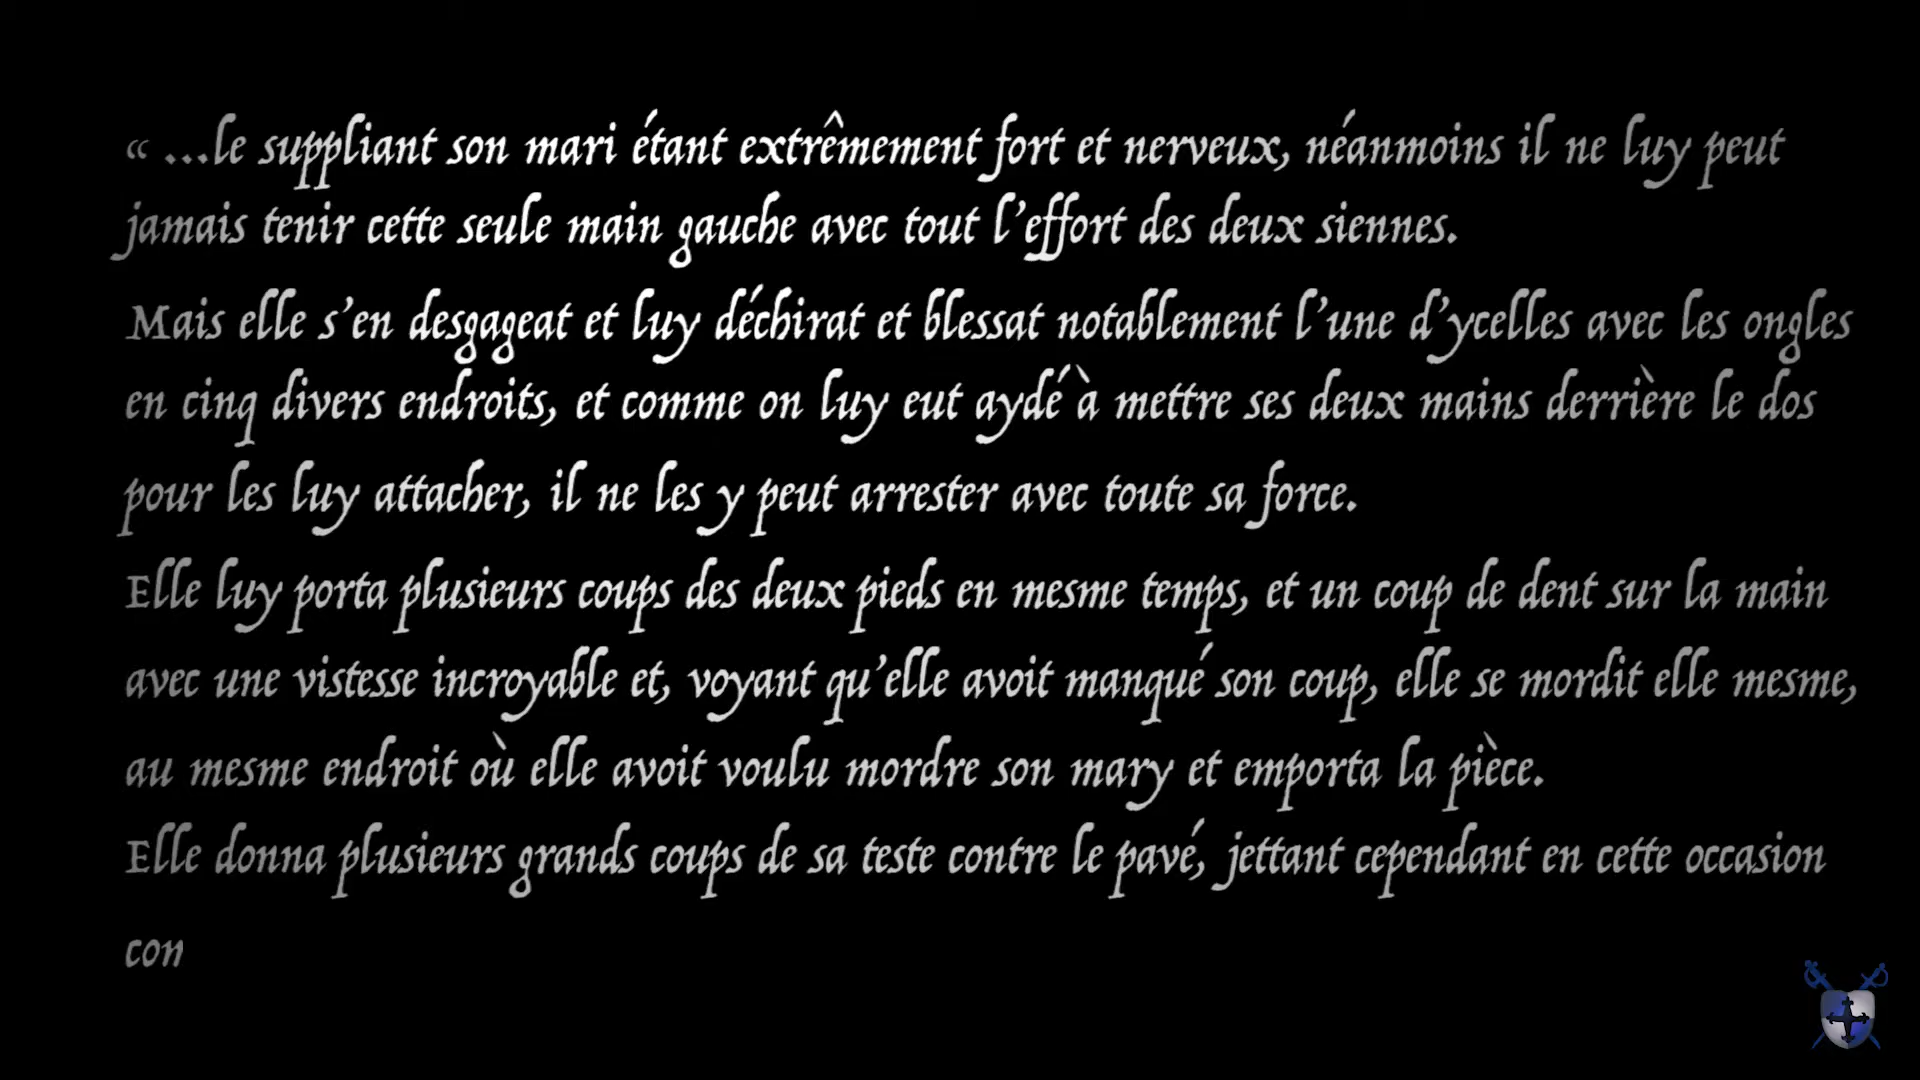 « ...le suppliant son mari étant extrêmement fort et nerveux, néanmoins il ne luy peut
jamais tenir cette seule main gauche avec tout l'effort des deux siennes.
Mais elle s'en desgageat et luy déchirat et blessat notablement l'une d'ycelles avec les ongles
en cinq divers endroits, et comme on luy eut aydé à mettre ses deux mains derrière le dos
pour les luy attacher, il ne les y peut arrester avec toute sa force.
Elle luy porta plusieurs coups des deux pieds en mesme temps, et un coup de dent sur la main
avec une vistesse incroyable et, voyant qu'elle avoit manqué son coup, elle se mordit elle mesme,
au mesme endroit où elle avoit voulu mordre son mary et emporta la pièce.
Elle donna plusieurs grands coups de sa teste contre le pavé, jettant cependant en cette occasion
con